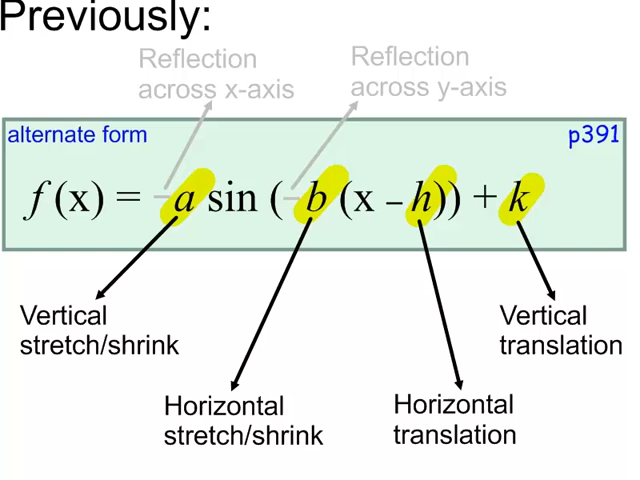 Previously:
Reflection
across x-axis
Reflection
across y-axis
alternate form
p391
f (x) = −a sin (−b (x − h)) + k
Vertical
stretch/shrink
Vertical
translation
Horizontal
stretch/shrink
Horizontal
translation